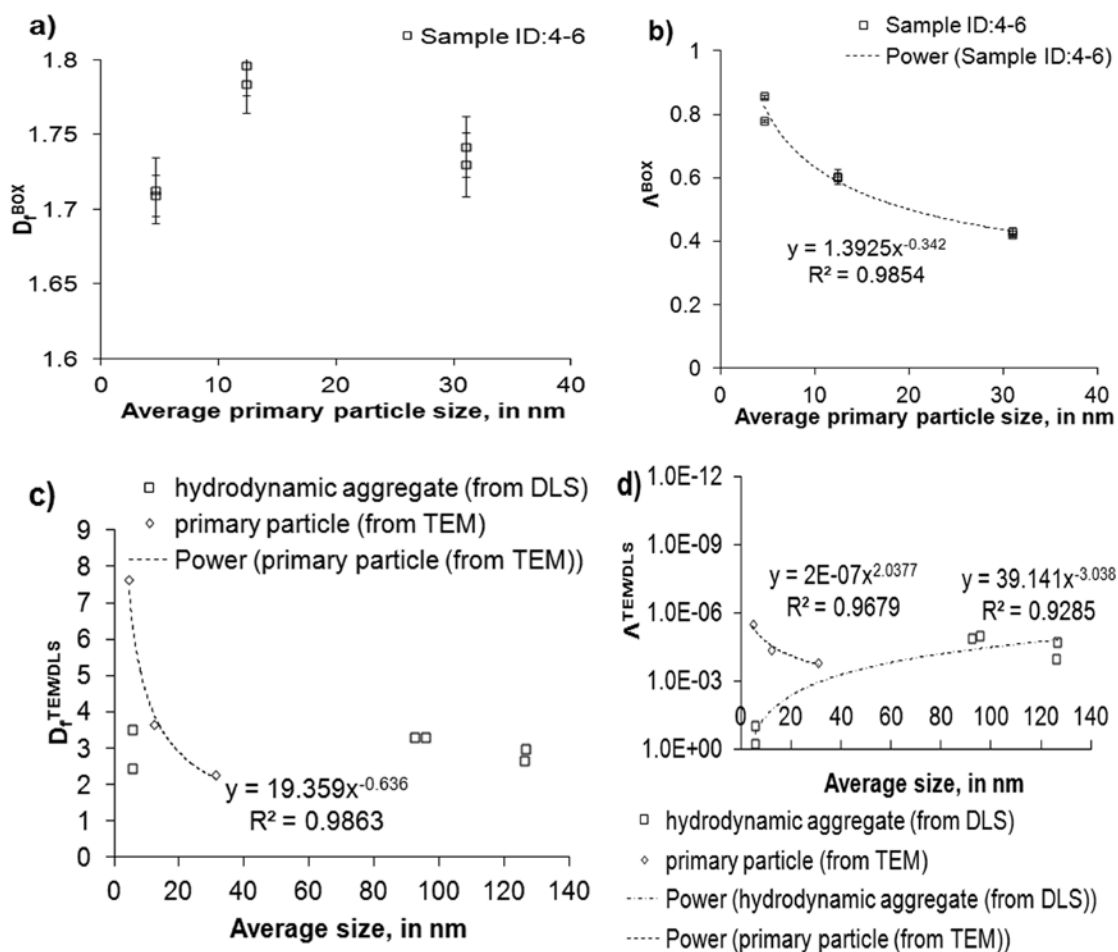 a)
Sample ID:4-6
1.8
1.75
1.7
1.65
1.6
D_f^BOX
0 10 20 30 40
Average primary particle size, in nm
b)
Sample ID:4-6
Power (Sample ID:4-6)
1
0.8
0.6
0.4
0.2
0
Λ^BOX
y = 1.3925x^-0.342
R² = 0.9854
0 10 20 30 40
Average primary particle size, in nm
c)
hydrodynamic aggregate (from DLS)
primary particle (from TEM)
Power (primary particle (from TEM))
9
8
7
6
5
4
3
2
1
0
D_f^TEM/DLS
y = 19.359x^-0.636
R² = 0.9863
0 20 40 60 80 100 120 140
Average size, in nm
d)
1.0E-12
1.0E-09
1.0E-06
1.0E-03
1.0E+00
Λ^TEM/DLS
y = 2E-07x^2.0377
R² = 0.9679
y = 39.141x^-3.038
R² = 0.9285
0 20 40 60 80 100 120 140
Average size, in nm
hydrodynamic aggregate (from DLS)
primary particle (from TEM)
Power (hydrodynamic aggregate (from DLS))
Power (primary particle (from TEM))